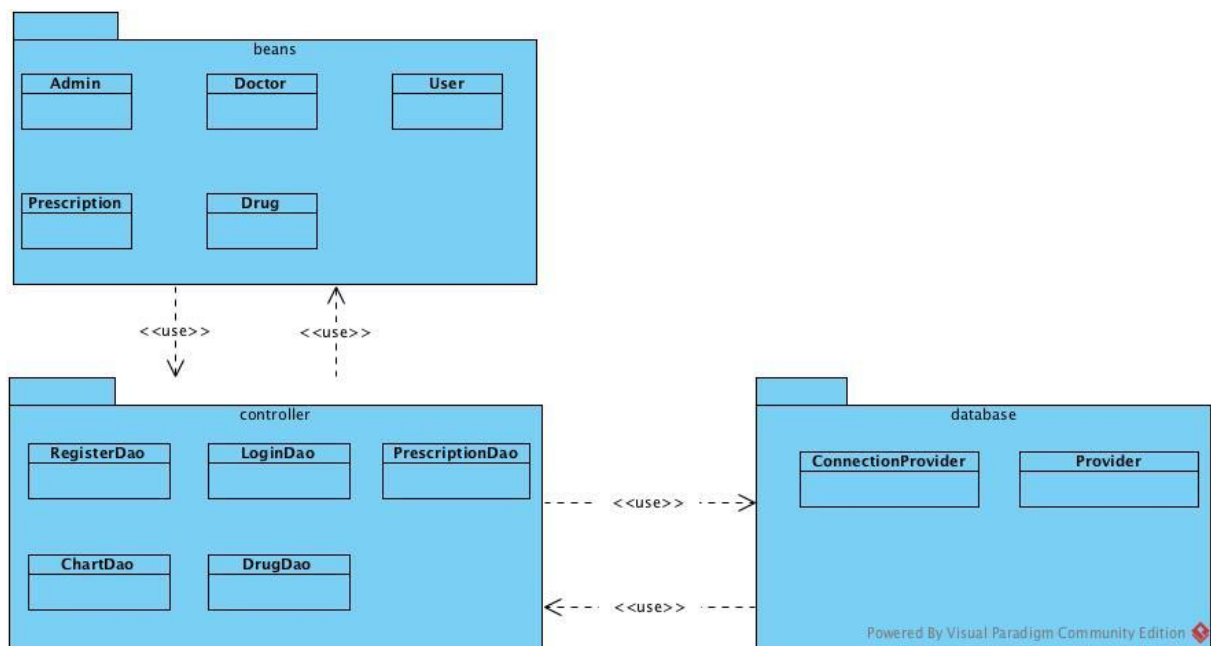 beans
Admin
Doctor
User
Prescription
Drug
<<use>>
<<use>>
controller
RegisterDao
LoginDao
PrescriptionDao
ChartDao
DrugDao
<<use>>
<<use>>
database
ConnectionProvider
Provider
Powered By Visual Paradigm Community Edition